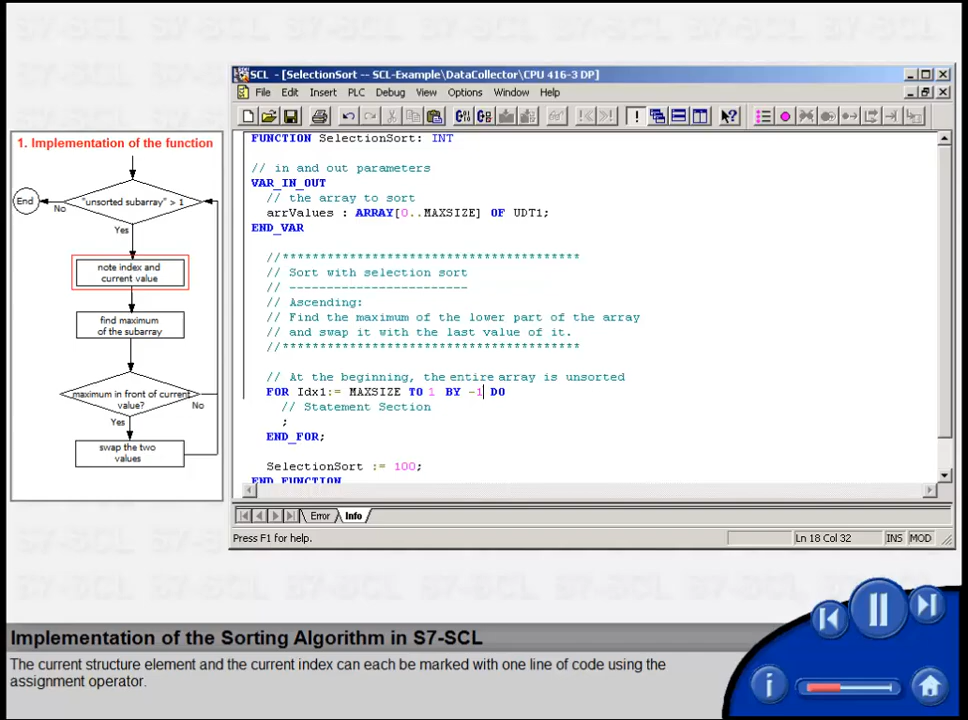 SCL - [SelectionSort -- SCL-Example\DataCollector\CPU 416-3 DP]
File Edit Insert PLC Debug View Options Window Help
1. Implementation of the function
End
No
"unsorted subarray" > 1
Yes
note index and
current value
find maximum
of the subarray
maximum in front of current
value?
No
Yes
swap the two
values
FUNCTION SelectionSort: INT
// in and out parameters
VAR_IN_OUT
// the array to sort
arrValues : ARRAY[0..MAXSIZE] OF UDT1;
END_VAR
//*****************************************
// Sort with selection sort
// ------------------------
// Ascending:
// Find the maximum of the lower part of the array
// and swap it with the last value of it.
//*****************************************
// At the beginning, the entire array is unsorted
FOR Idx1:= MAXSIZE TO 1 BY -1 DO
// Statement Section
;
END_FOR;
SelectionSort := 100;
END_FUNCTION
Error Info
Press F1 for help.
Ln 18 Col 32 INS MOD
Implementation of the Sorting Algorithm in S7-SCL
The current structure element and the current index can each be marked with one line of code using the
assignment operator.